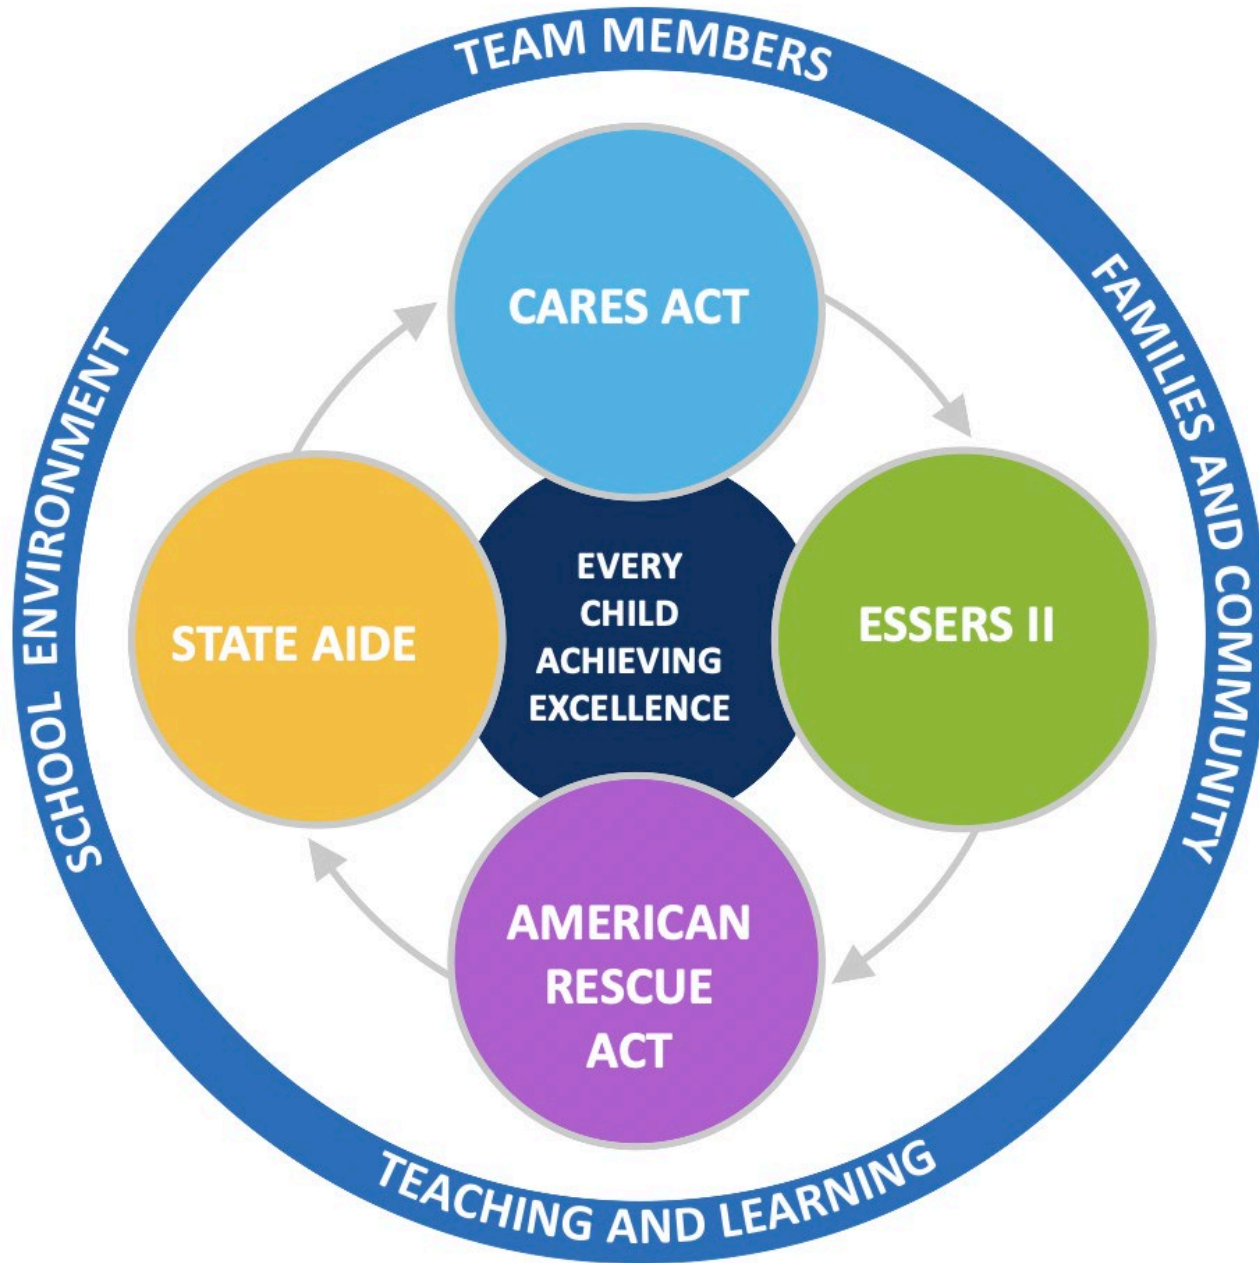 TEAM MEMBERS
FAMILIES AND COMMUNITY
TEACHING AND LEARNING
SCHOOL ENVIRONMENT
CARES ACT
ESSERS II
AMERICAN
RESCUE
ACT
STATE AIDE
EVERY
CHILD
ACHIEVING
EXCELLENCE